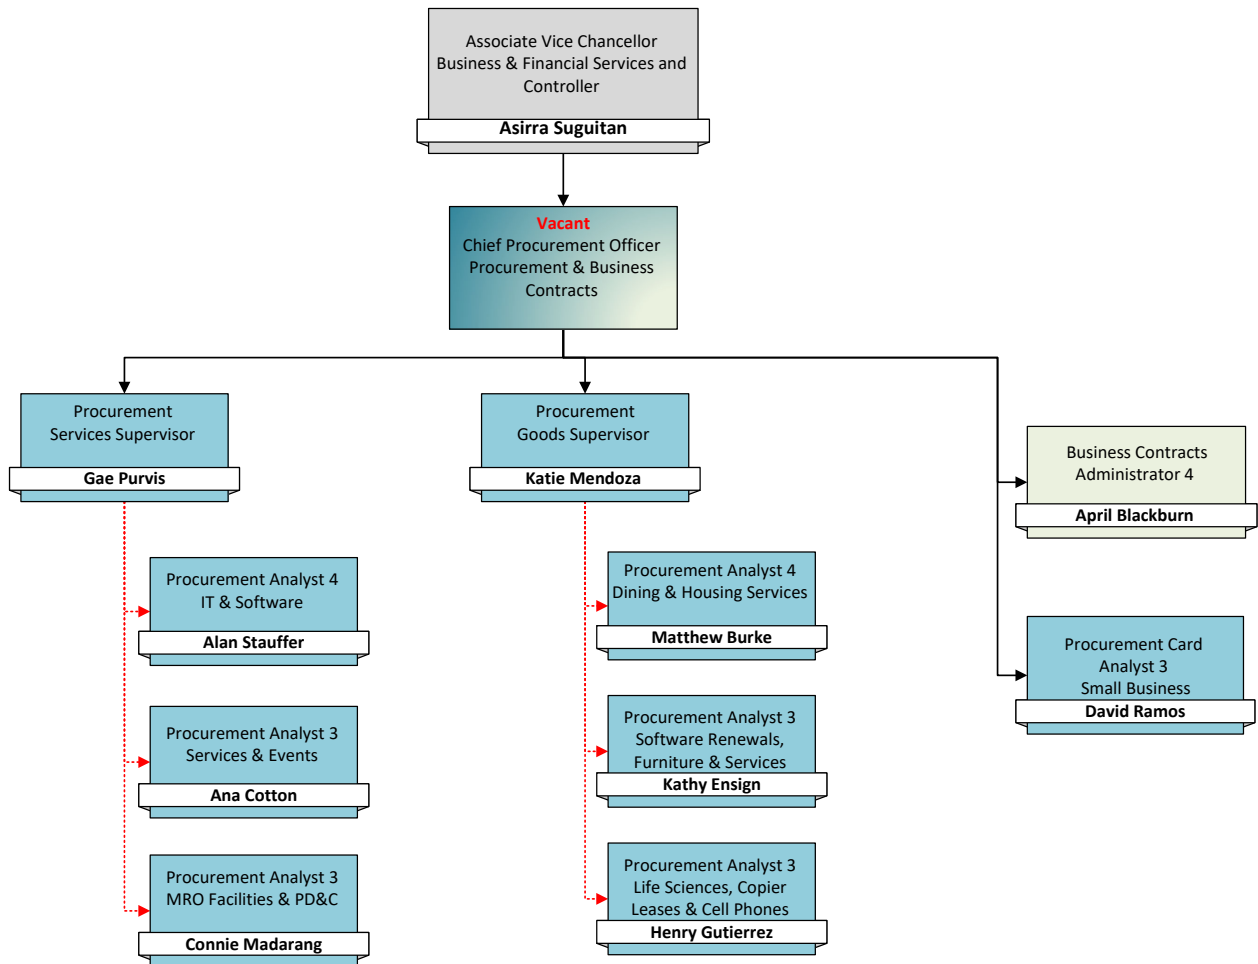 Associate Vice Chancellor
Business & Financial Services and
Controller
Asirra Suguitan
Vacant
Chief Procurement Officer
Procurement & Business
Contracts
Procurement
Services Supervisor
Gae Purvis
Procurement Analyst 4
IT & Software
Alan Stauffer
Procurement Analyst 3
Services & Events
Ana Cotton
Procurement Analyst 3
MRO Facilities & PD&C
Connie Madarang
Procurement
Goods Supervisor
Katie Mendoza
Procurement Analyst 4
Dining & Housing Services
Matthew Burke
Procurement Analyst 3
Software Renewals,
Furniture & Services
Kathy Ensign
Procurement Analyst 3
Life Sciences, Copier
Leases & Cell Phones
Henry Gutierrez
Business Contracts
Administrator 4
April Blackburn
Procurement Card
Analyst 3
Small Business
David Ramos